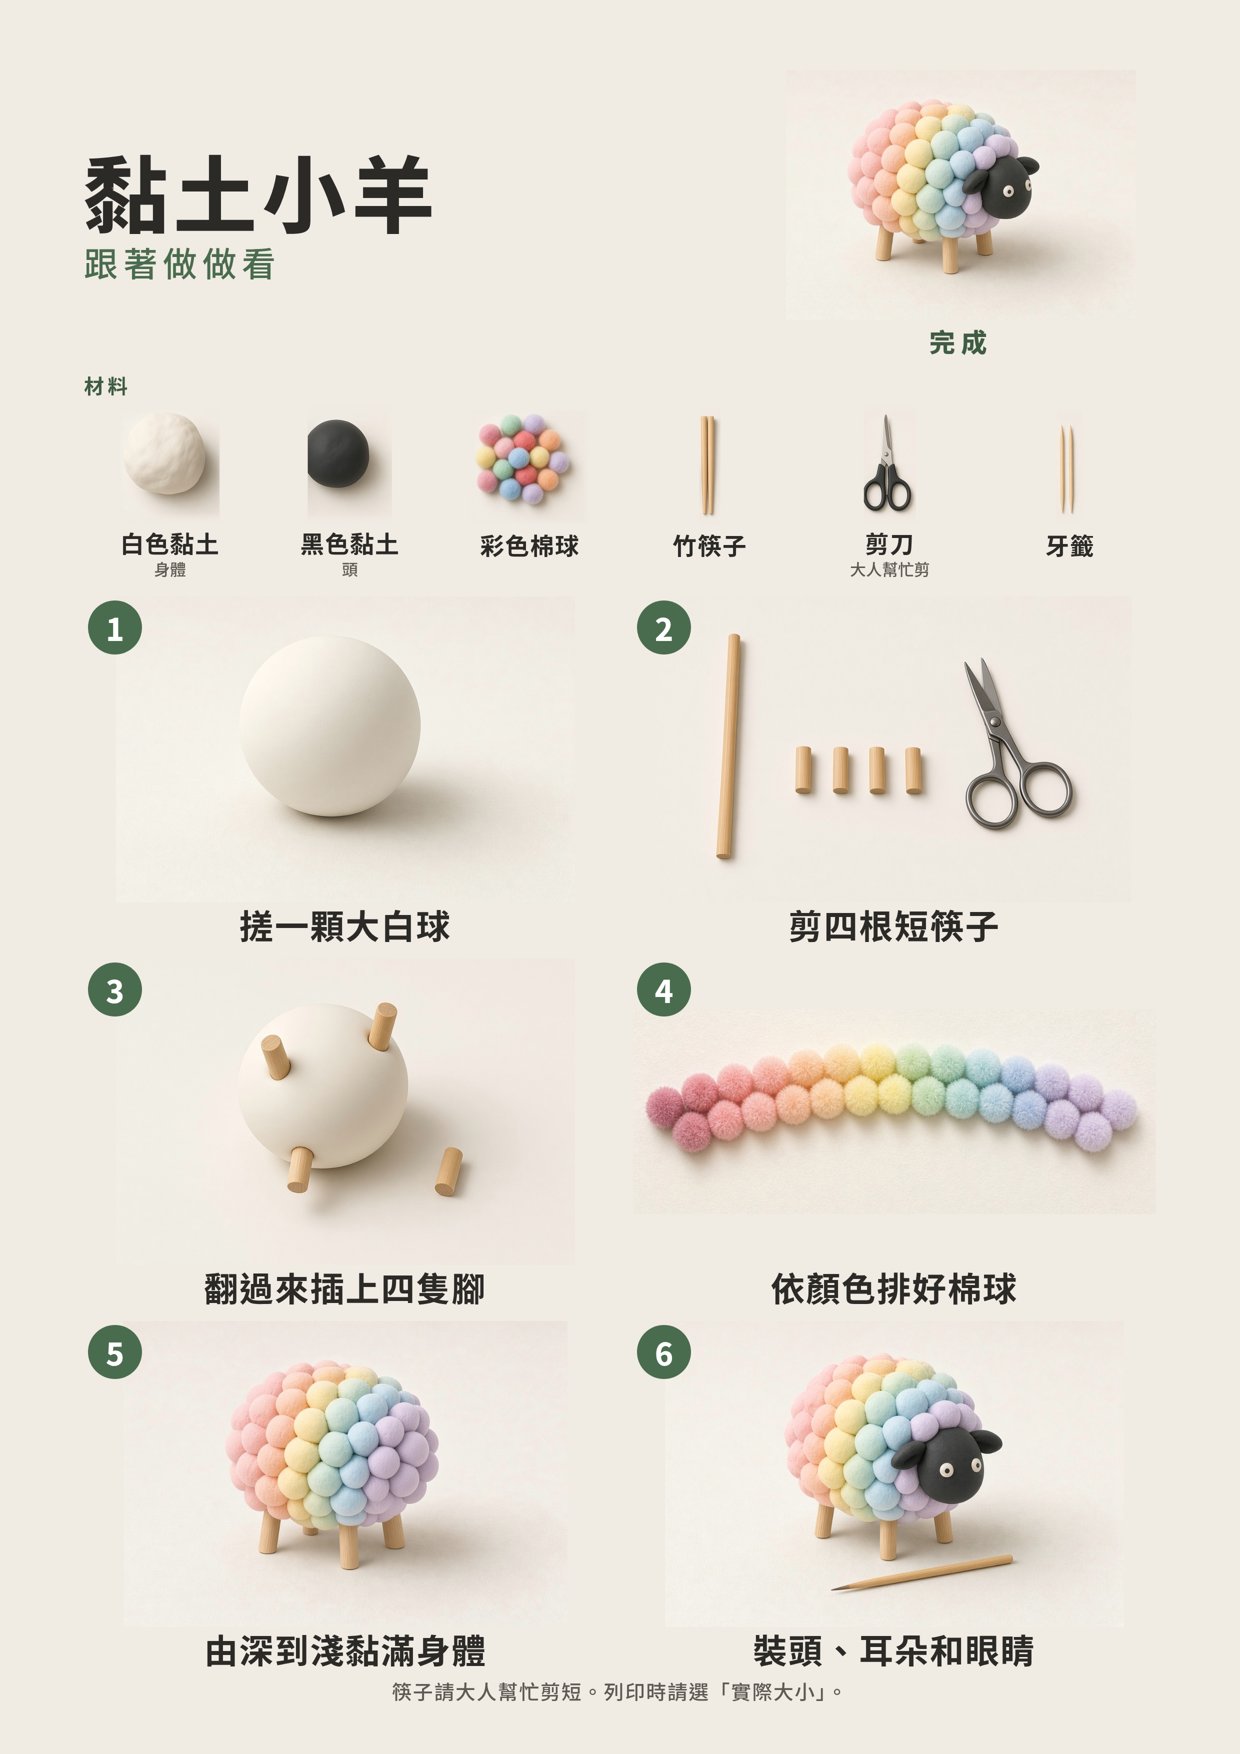 黏土小羊
跟著做做看
完成
材料
白色黏土
身體
黑色黏土
頭
彩色棉球
竹筷子
剪刀
大人幫忙剪
牙籤
1
搓一顆大白球
2
剪四根短筷子
3
翻過來插上四隻腳
4
依顏色排好棉球
5
由深到淺黏滿身體
6
裝頭、耳朵和眼睛
筷子請大人幫忙剪短。列印時請選「實際大小」。